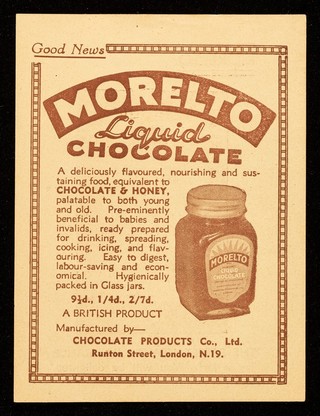 Good News
MORELTO
Liquid
CHOCOLATE
A deliciously flavoured, nourishing and sus-
taining food, equivalent to
CHOCOLATE & HONEY,
palatable to both young
and old. Pre-eminently
beneficial to babies and
invalids, ready prepared
for drinking, spreading,
cooking, icing, and flav-
ouring. Easy to digest,
labour-saving and econ-
omical. Hygienically
packed in Glass jars.
9½d., 1/4d., 2/7d.
A BRITISH PRODUCT
Manufactured by—
CHOCOLATE PRODUCTS Co., Ltd.
Runton Street, London, N.19.
MORELTO
LIQUID
CHOCOLATE